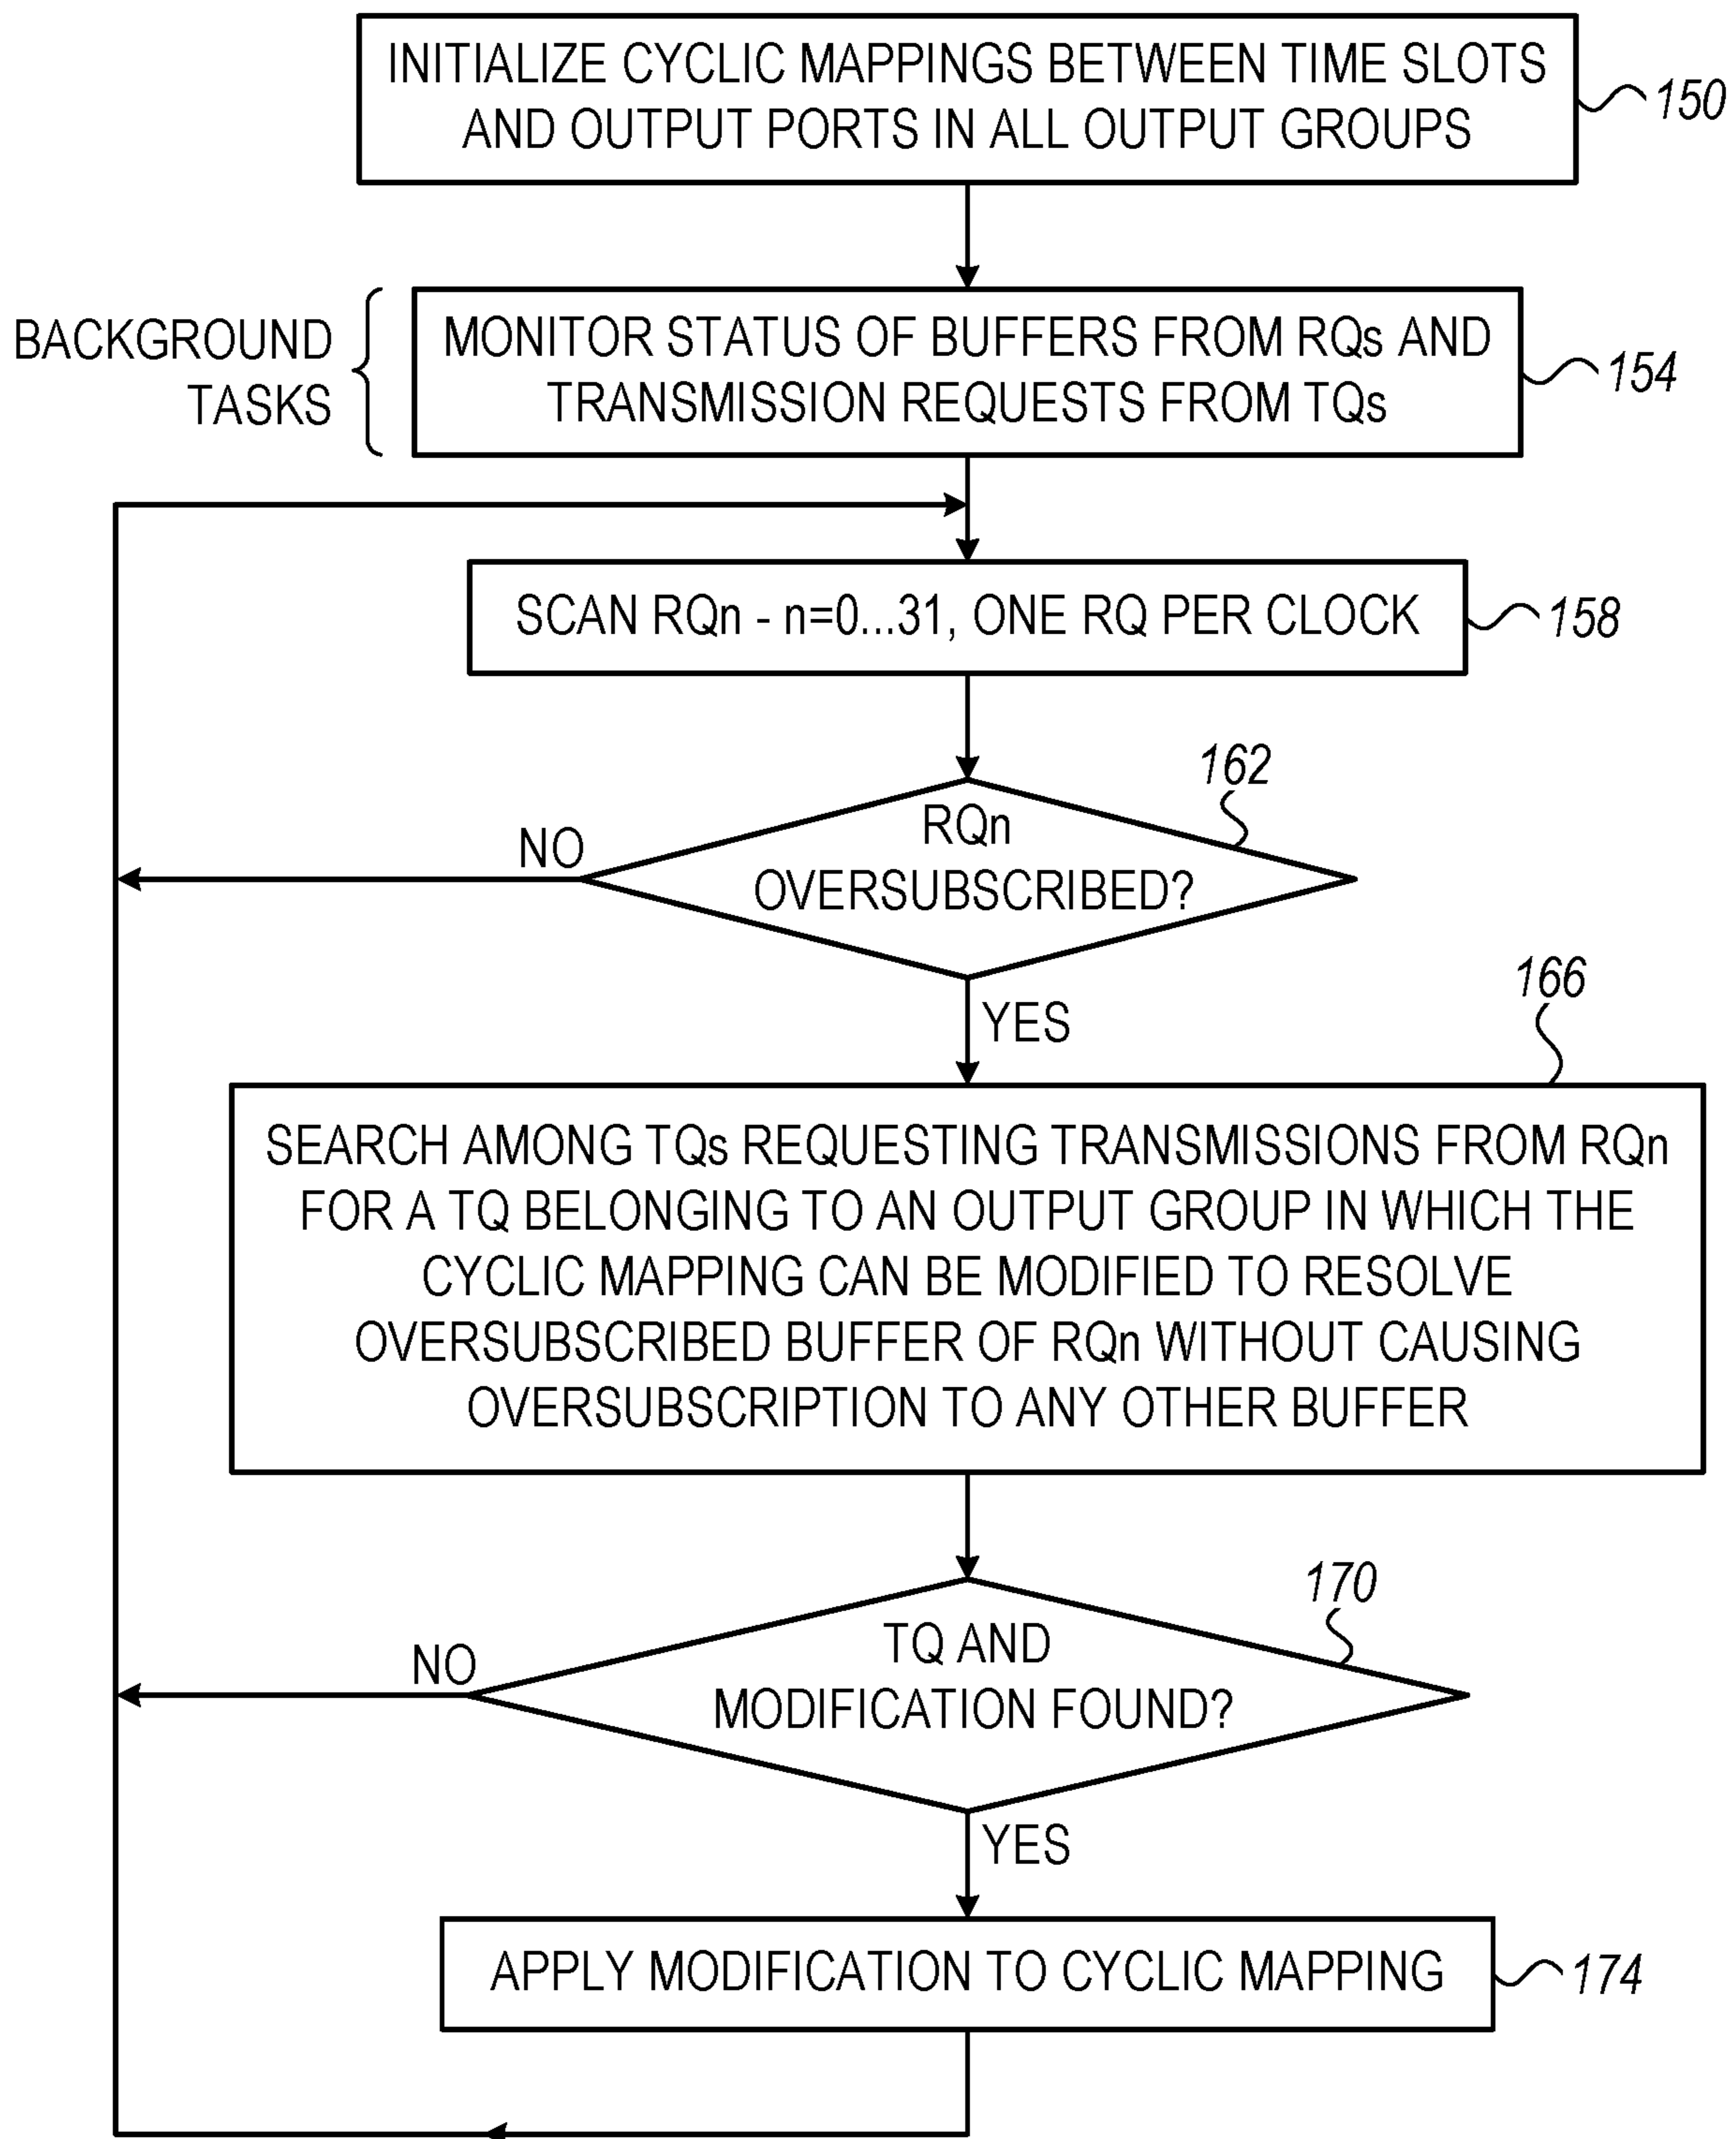 INITIALIZE CYCLIC MAPPINGS BETWEEN TIME SLOTS
AND OUTPUT PORTS IN ALL OUTPUT GROUPS
150
BACKGROUND
TASKS
MONITOR STATUS OF BUFFERS FROM RQs AND
TRANSMISSION REQUESTS FROM TQs
154
SCAN RQn - n=0...31, ONE RQ PER CLOCK
158
162
RQn
OVERSUBSCRIBED?
NO
YES
166
SEARCH AMONG TQs REQUESTING TRANSMISSIONS FROM RQn
FOR A TQ BELONGING TO AN OUTPUT GROUP IN WHICH THE
CYCLIC MAPPING CAN BE MODIFIED TO RESOLVE
OVERSUBSCRIBED BUFFER OF RQn WITHOUT CAUSING
OVERSUBSCRIPTION TO ANY OTHER BUFFER
170
TQ AND
MODIFICATION FOUND?
NO
YES
APPLY MODIFICATION TO CYCLIC MAPPING
174